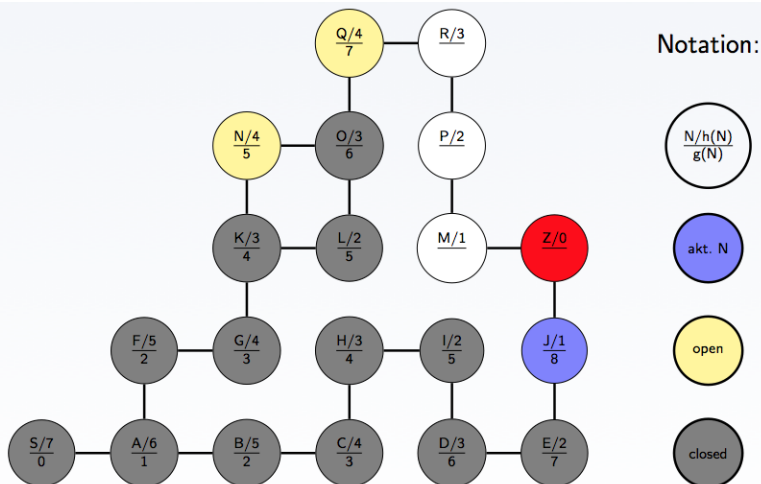 Q/4 R/3 Notation:
7
N/4 O/3 P/2 N/h(N)
5 6 g(N)
K/3 L/2 M/1 Z/0 akt. N
4 5
F/5 G/4 H/3 I/2 J/1 open
2 3 4 5 8
S/7 A/6 B/5 C/4 D/3 E/2 closed
0 1 2 3 6 7